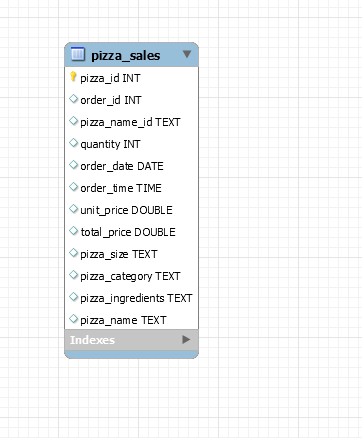 pizza_sales
pizza_id INT
order_id INT
pizza_name_id TEXT
quantity INT
order_date DATE
order_time TIME
unit_price DOUBLE
total_price DOUBLE
pizza_size TEXT
pizza_category TEXT
pizza_ingredients TEXT
pizza_name TEXT
Indexes